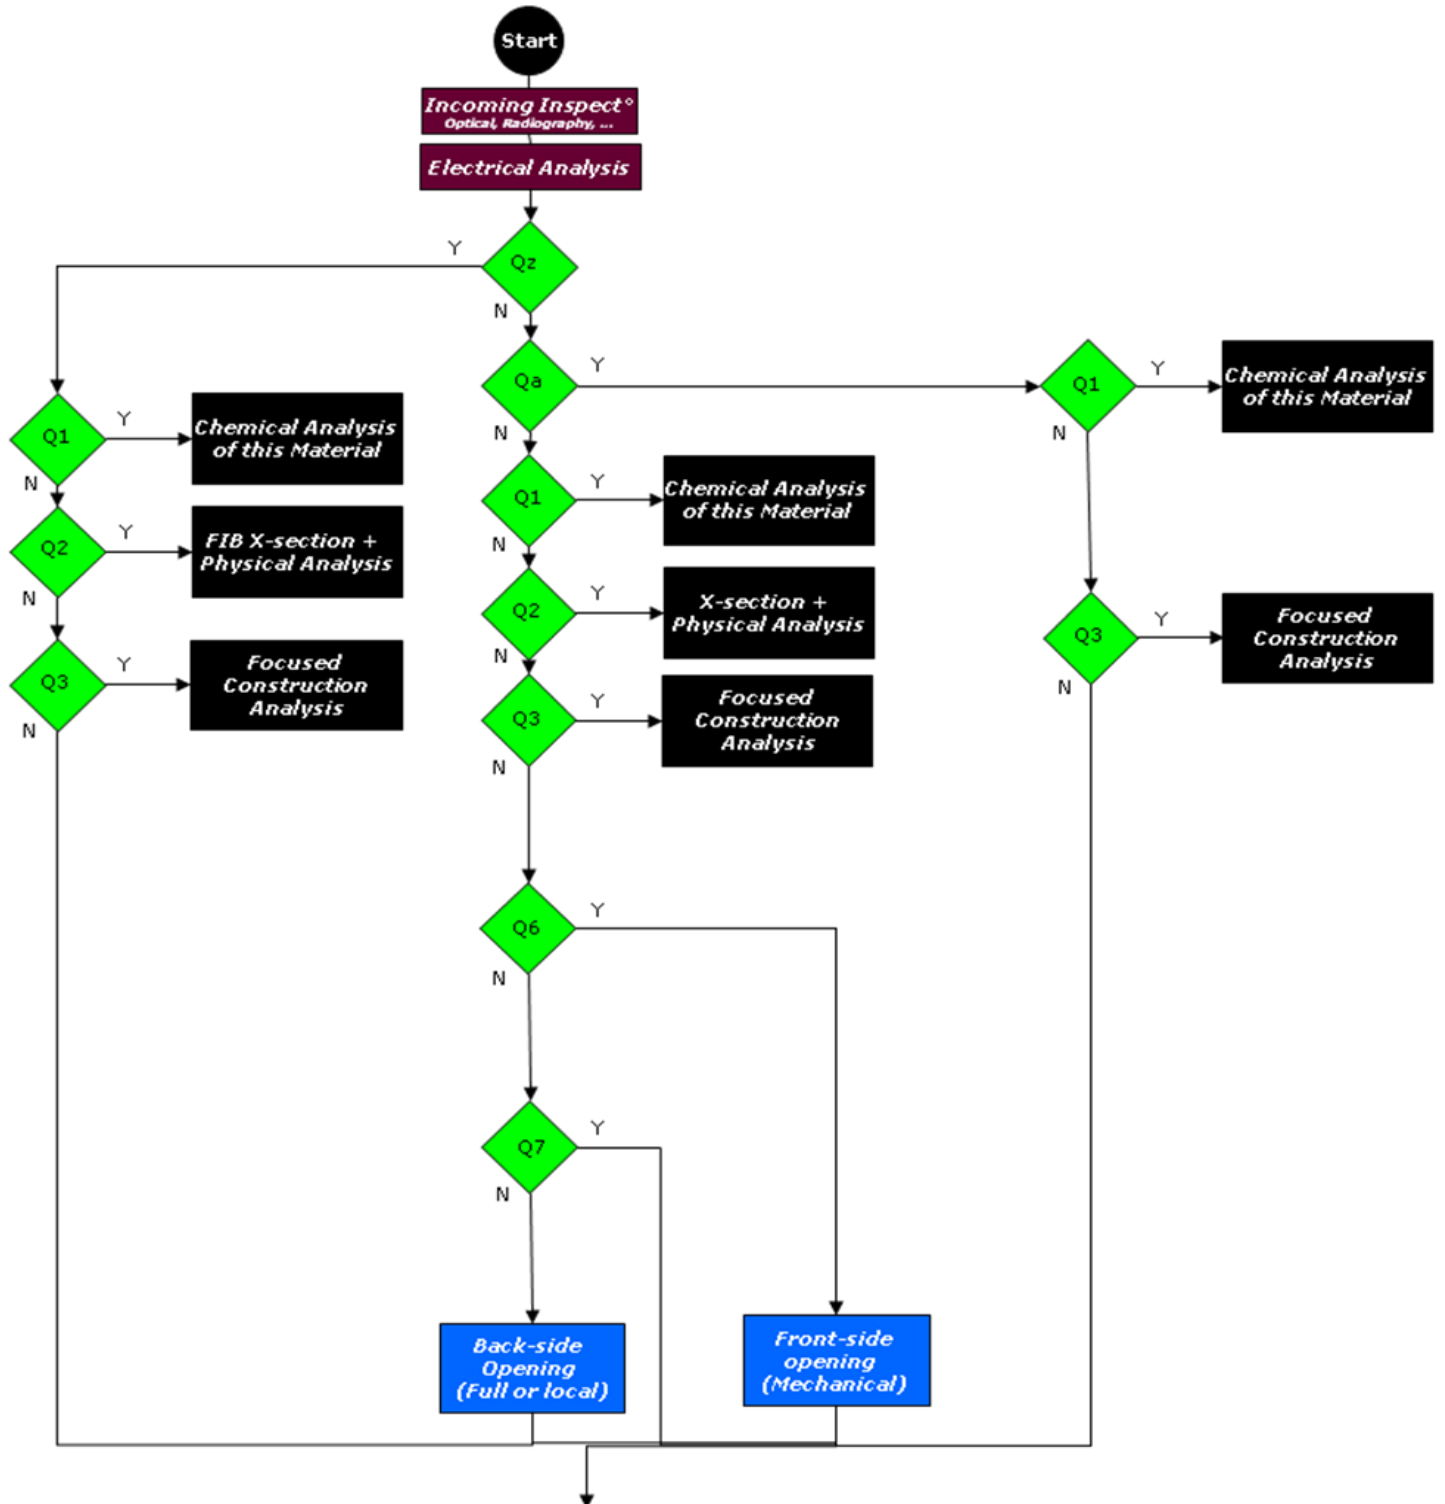 Start
Incoming Inspect°
Optical, Radiography, ...
Electrical Analysis
Y
Qz
N
Qa
Y
Q1
Y
Chemical Analysis
of this Material
N
N
Q1
Y
Chemical Analysis
of this Material
N
Q1
Y
Chemical Analysis
of this Material
N
Q2
Y
FIB X-section +
Physical Analysis
N
Q2
Y
X-section +
Physical Analysis
N
Q3
Y
Focused
Construction
Analysis
N
Q3
Y
Focused
Construction
Analysis
N
Q3
Y
Focused
Construction
Analysis
N
Q6
Y
N
Q7
Y
N
Back-side
Opening
(Full or local)
Front-side
opening
(Mechanical)